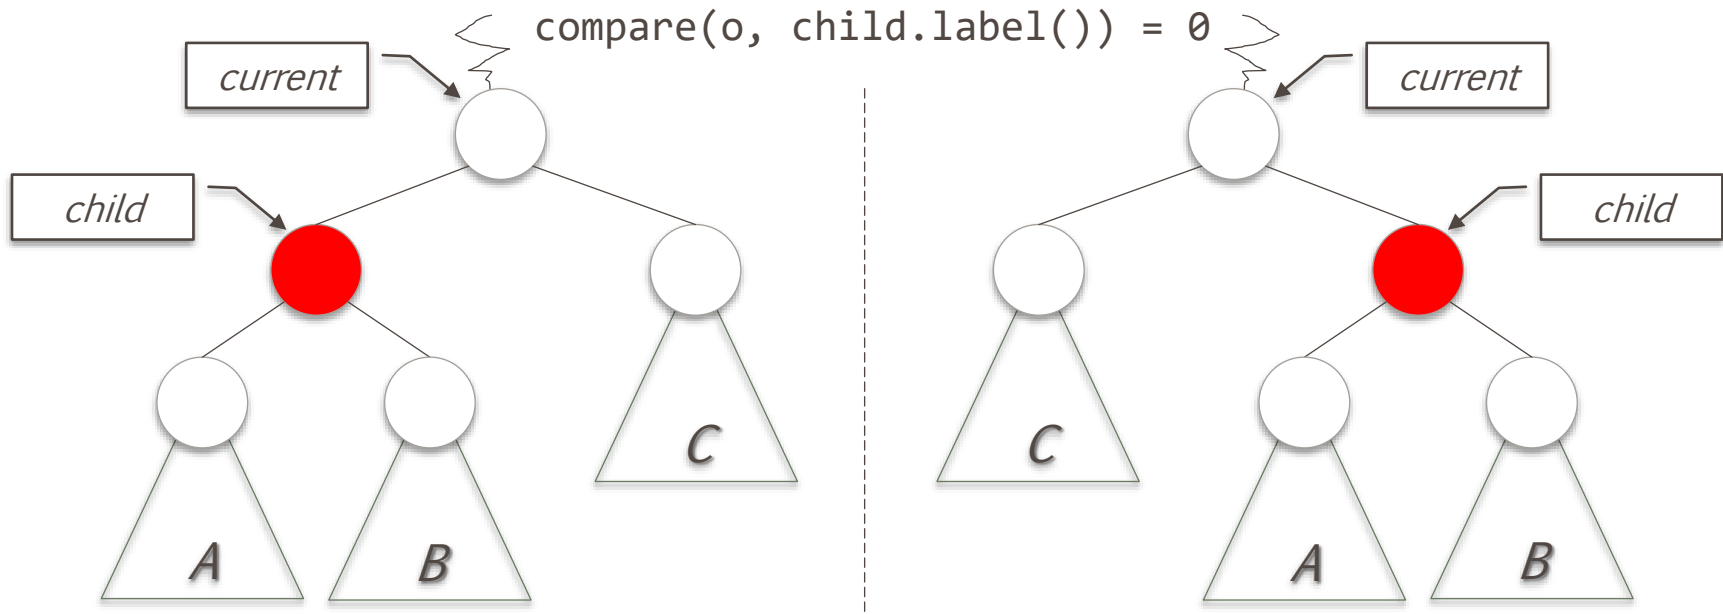 compare(o, child.label()) = 0
current
current
child
child
C
C
A
B
A
B